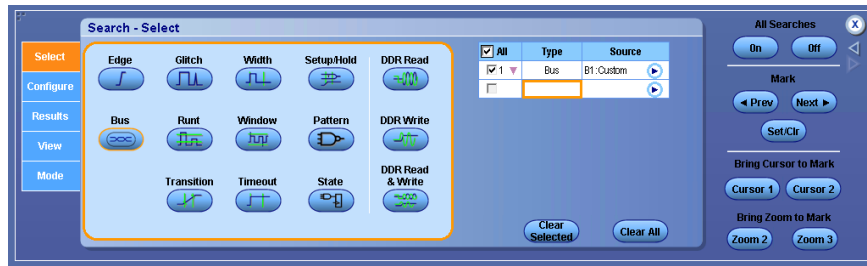 Search - Select
Select
Configure
Results
View
Mode
Edge
Glitch
Width
Setup/Hold
DDR Read
Bus
Runt
Window
Pattern
DDR Write
Transition
Timeout
State
DDR Read
& Write
All Type Source
1 Bus B1:Custom
Clear
Selected
Clear All
All Searches
X
On
Off
Mark
Prev
Next
Set/Clr
Bring Cursor to Mark
Cursor 1
Cursor 2
Bring Zoom to Mark
Zoom 2
Zoom 3